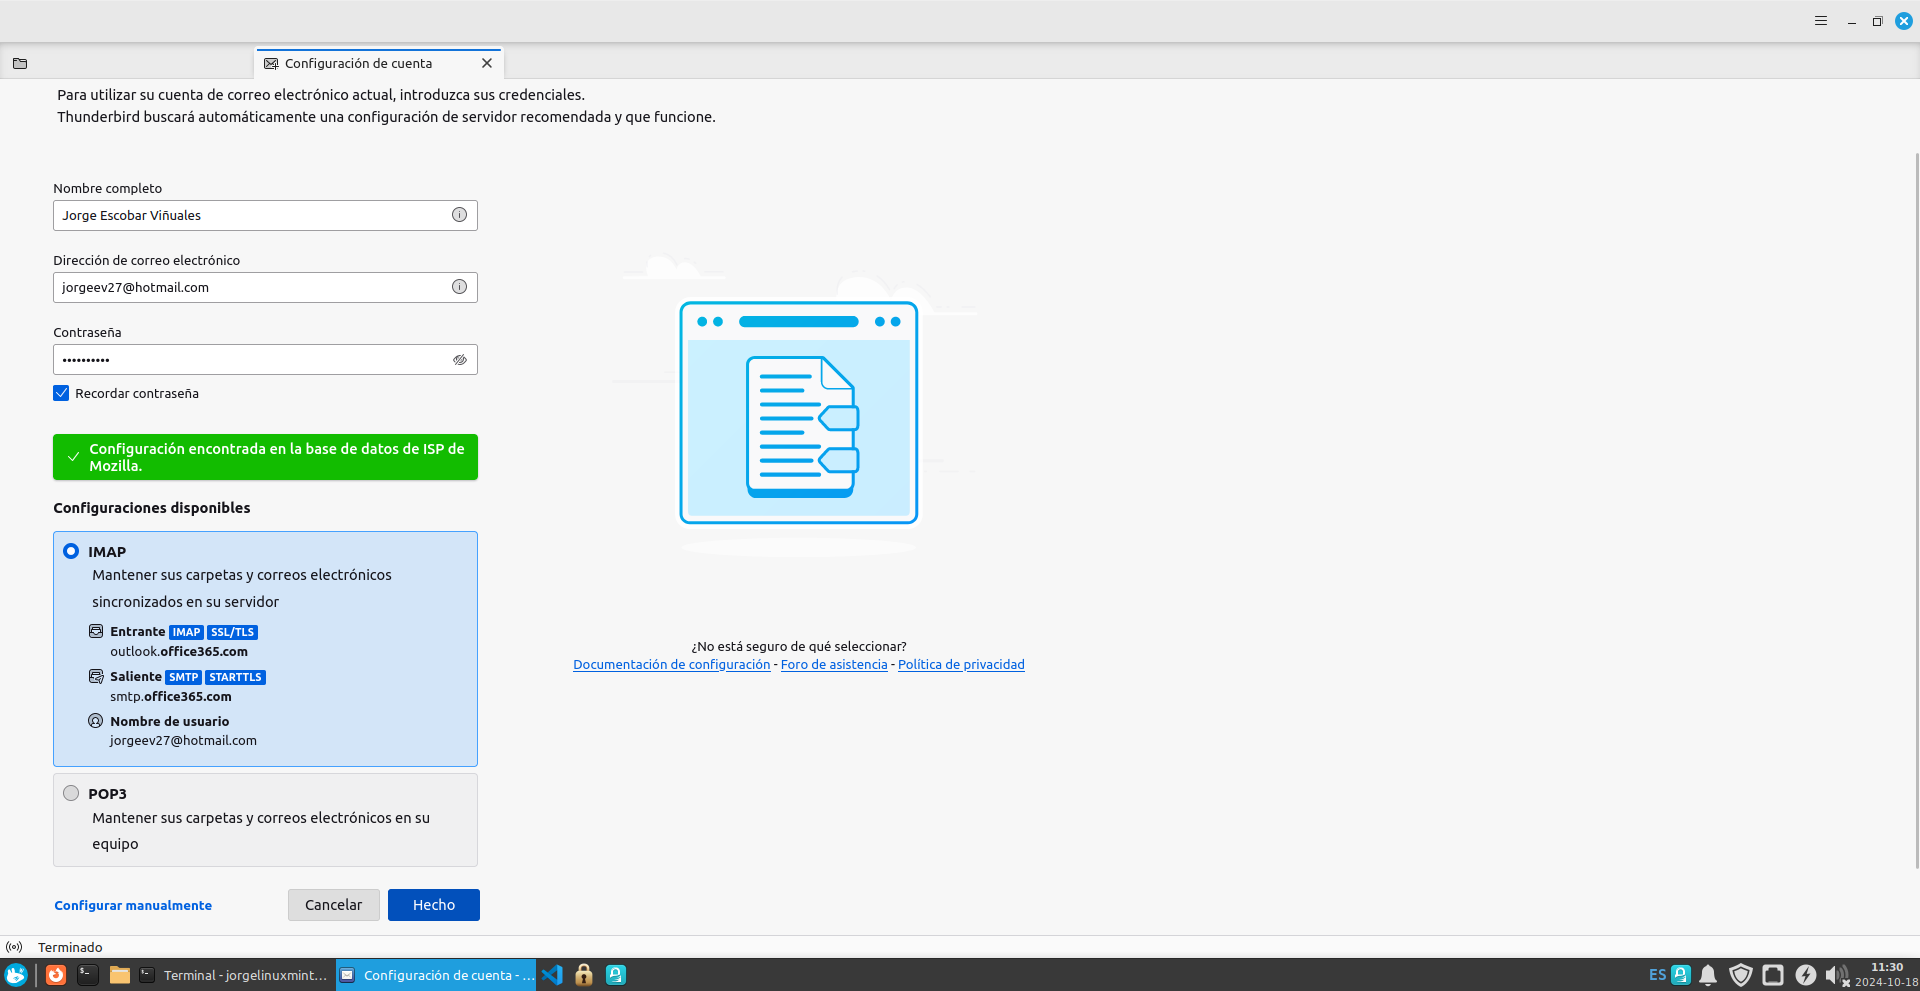 Configuración de cuenta
Para utilizar su cuenta de correo electrónico actual, introduzca sus credenciales.
Thunderbird buscará automáticamente una configuración de servidor recomendada y que funcione.
Nombre completo
Jorge Escobar Viñuales
Dirección de correo electrónico
jorgeev27@hotmail.com
Contraseña
••••••••••
Recordar contraseña
Configuración encontrada en la base de datos de ISP de
Mozilla.
Configuraciones disponibles
IMAP
Mantener sus carpetas y correos electrónicos
sincronizados en su servidor
Entrante IMAP SSL/TLS
outlook.office365.com
Saliente SMTP STARTTLS
smtp.office365.com
Nombre de usuario
jorgeev27@hotmail.com
POP3
Mantener sus carpetas y correos electrónicos en su
equipo
Configurar manualmente
Cancelar
Hecho
¿No está seguro de qué seleccionar?
Documentación de configuración - Foro de asistencia - Política de privacidad
Terminado
Terminal - jorgelinuxmint...
Configuración de cuenta - ...
ES
11:30
2024-10-18